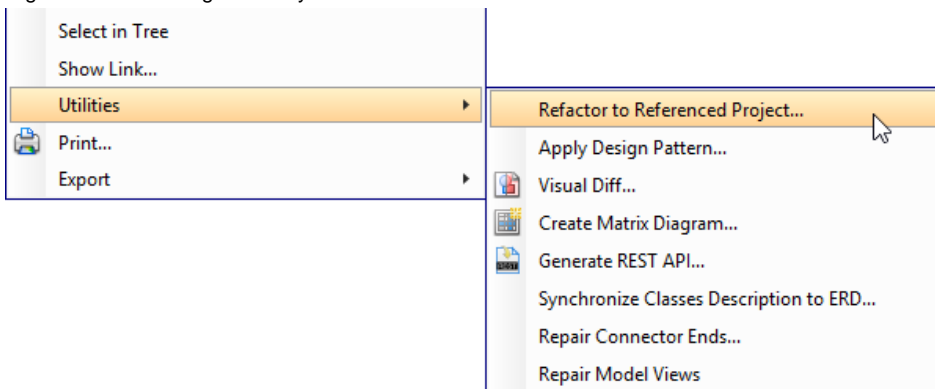 Select in Tree
Show Link...
Utilities
Print...
Export
Refactor to Referenced Project...
Apply Design Pattern...
Visual Diff...
Create Matrix Diagram...
REST
Generate REST API...
Synchronize Classes Description to ERD...
Repair Connector Ends...
Repair Model Views